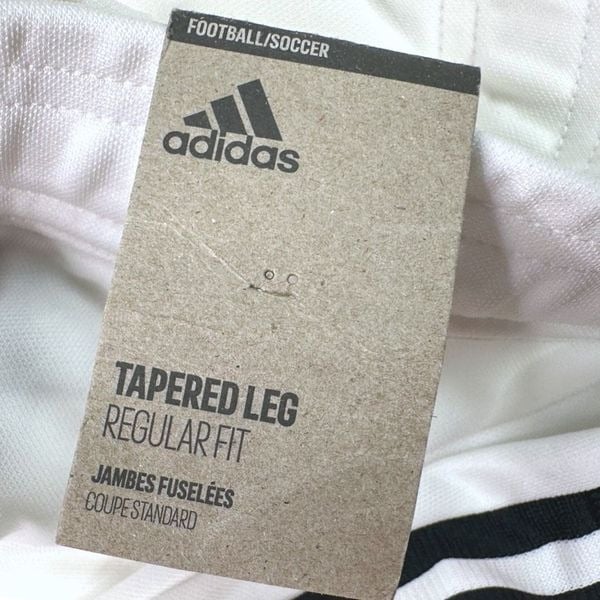 FOOTBALL/SOCCER
adidas
TAPERED LEG
REGULAR FIT
JAMBES FUSELÉES
COUPE STANDARD